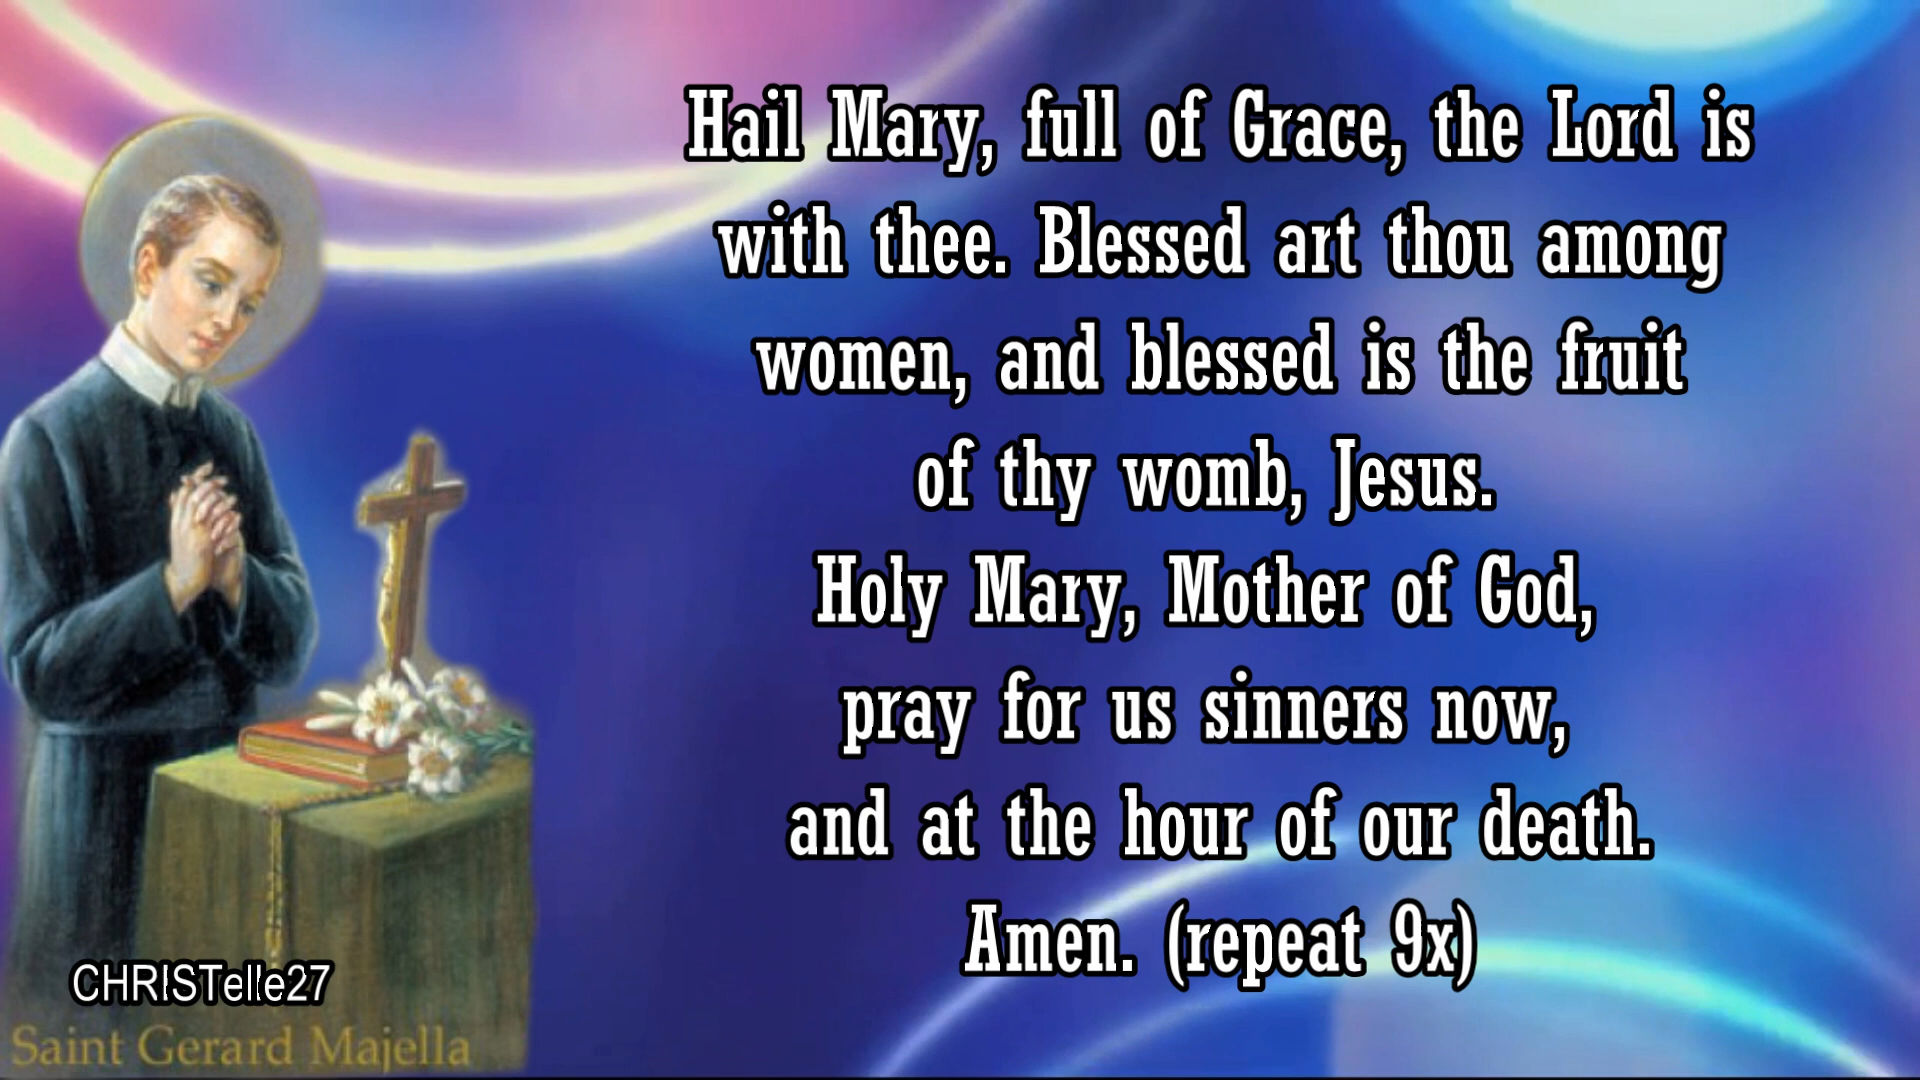 Hail Mary, full of Grace, the Lord is
with thee. Blessed art thou among
women, and blessed is the fruit
of thy womb, Jesus.
Holy Mary, Mother of God,
pray for us sinners now,
and at the hour of our death.
Amen. (repeat 9x)
CHRISTelle27
Saint Gerard Majella